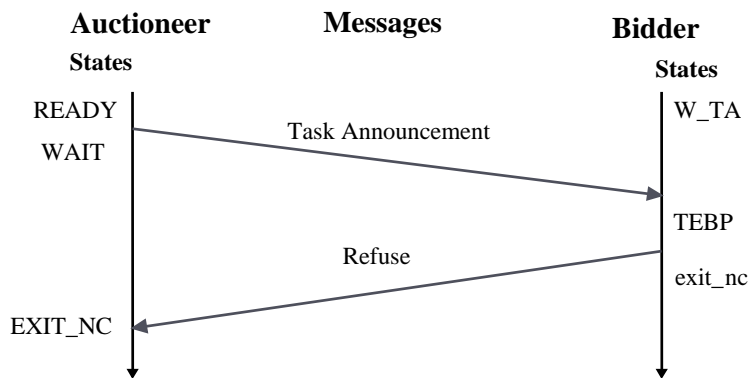 Auctioneer Messages Bidder
States
States
READY W_TA
Task Announcement
WAIT
TEBP
Refuse
exit_nc
EXIT_NC